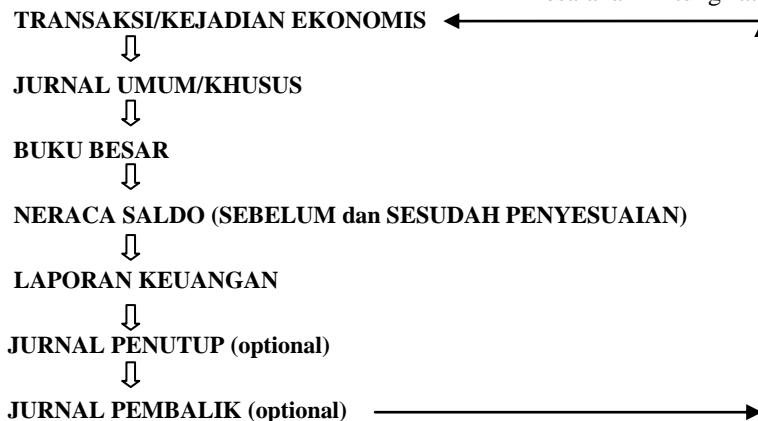 TRANSAKSI/KEJADIAN EKONOMIS
JURNAL UMUM/KHUSUS
BUKU BESAR
NERACA SALDO (SEBELUM dan SESUDAH PENYESUAIAN)
LAPORAN KEUANGAN
JURNAL PENUTUP (optional)
JURNAL PEMBALIK (optional)